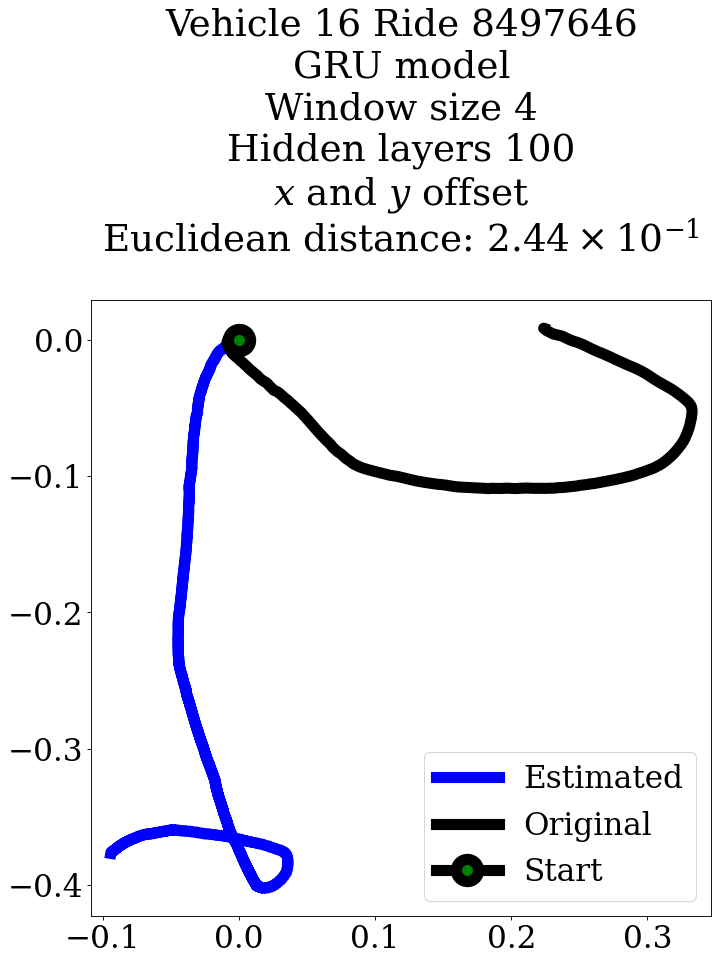 Vehicle 16 Ride 8497646
GRU model
Window size 4
Hidden layers 100
x and y offset
Euclidean distance: 2.44 × 10⁻¹
0.0
−0.1
−0.2
−0.3
−0.4
Estimated
Original
Start
−0.1 0.0 0.1 0.2 0.3